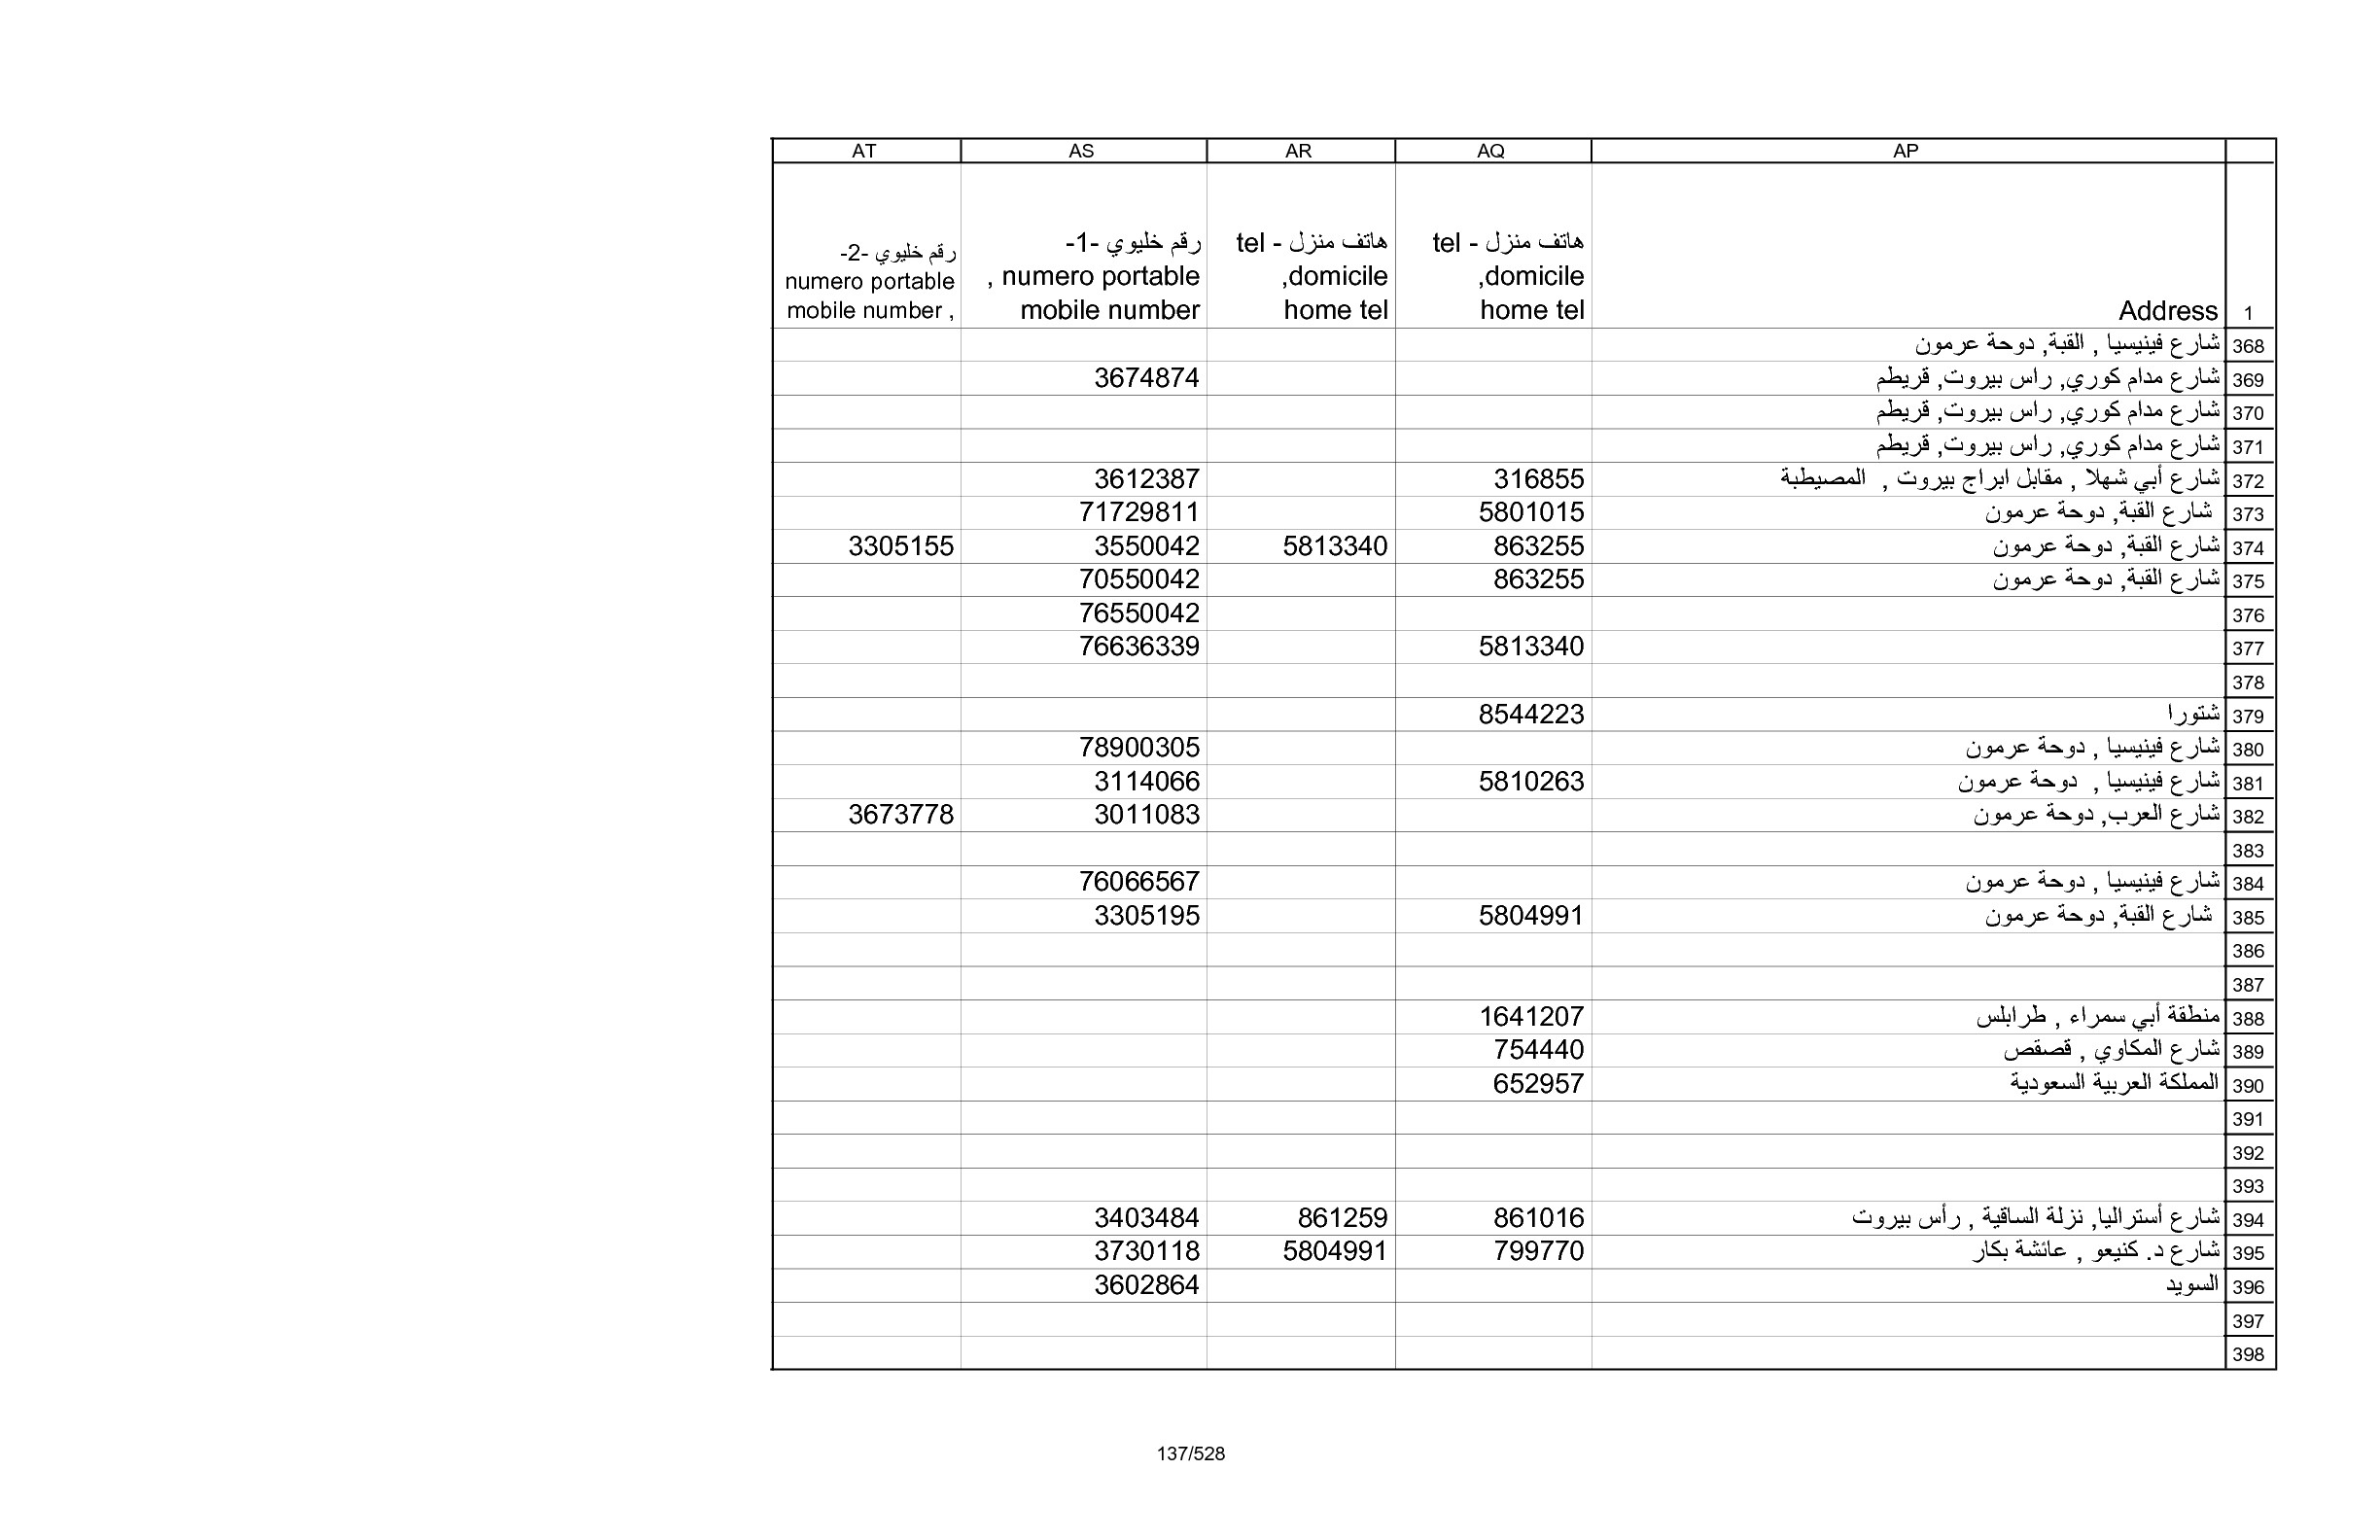 AP AQ AR AS AT
1 Address هاتف منزل - tel domicile, home tel هاتف منزل - tel domicile, home tel رقم خليوي -1- numero portable , mobile number رقم خليوي -2- numero portable mobile number ,
368 شارع فينيسيا , القبة, دوحة عرمون
369 شارع مدام كوري, راس بيروت, قريطم 3674874
370 شارع مدام كوري, راس بيروت, قريطم
371 شارع مدام كوري, راس بيروت, قريطم
372 شارع أبي شهلا , مقابل ابراج بيروت , المصيطبة 316855 3612387
373 شارع القبة, دوحة عرمون 5801015 71729811
374 شارع القبة, دوحة عرمون 863255 5813340 3550042 3305155
375 شارع القبة, دوحة عرمون 863255 70550042
376 76550042
377 5813340 76636339
378
379 شتورا 8544223
380 شارع فينيسيا , دوحة عرمون 78900305
381 شارع فينيسيا , دوحة عرمون 5810263 3114066
382 شارع العرب, دوحة عرمون 3011083 3673778
383
384 شارع فينيسيا , دوحة عرمون 76066567
385 شارع القبة, دوحة عرمون 5804991 3305195
386
387
388 منطقة أبي سمراء , طرابلس 1641207
389 شارع المكاوي , قصقص 754440
390 المملكة العربية السعودية 652957
391
392
393
394 شارع أستراليا, نزلة الساقية , رأس بيروت 861016 861259 3403484
395 شارع د. كنيعو , عائشة بكار 799770 5804991 3730118
396 السويد 3602864
397
398
137/528